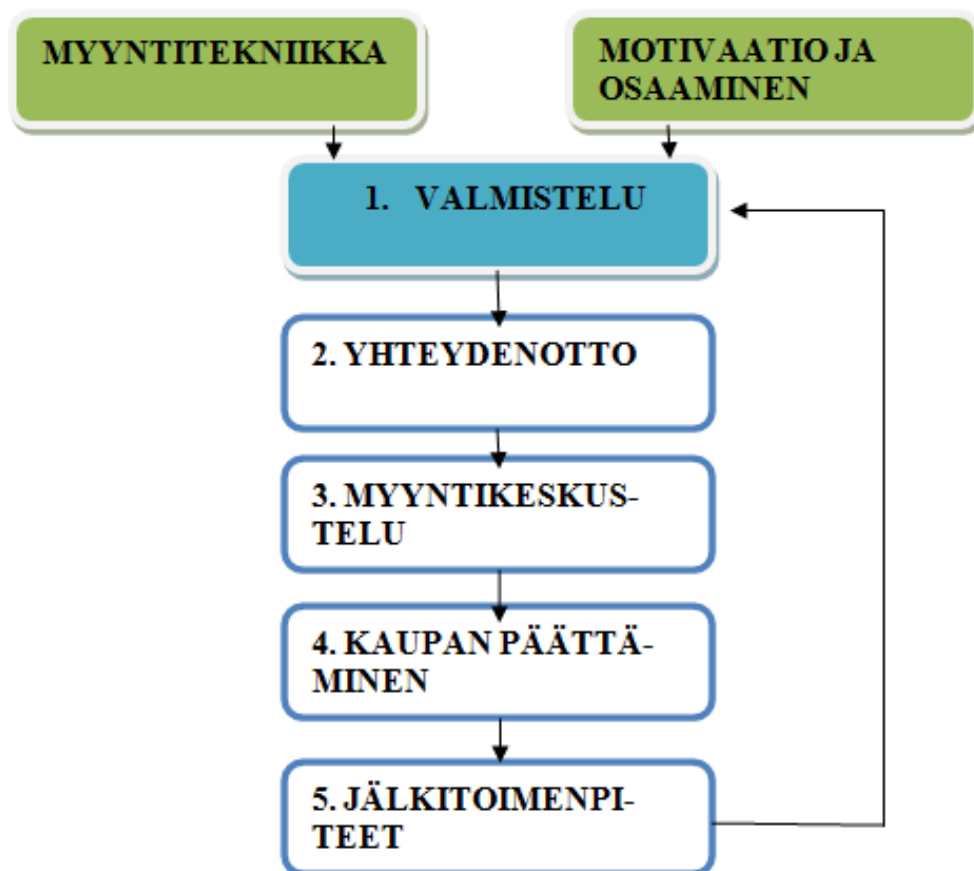 MYYNTITEKNIIKKA
MOTIVAATIO JA
OSAAMINEN
1. VALMISTELU
2. YHTEYDENOTTO
3. MYYNTIKESKUS-
TELU
4. KAUPAN PÄÄTTÄ-
MINEN
5. JÄLKITOIMENPI-
TEET